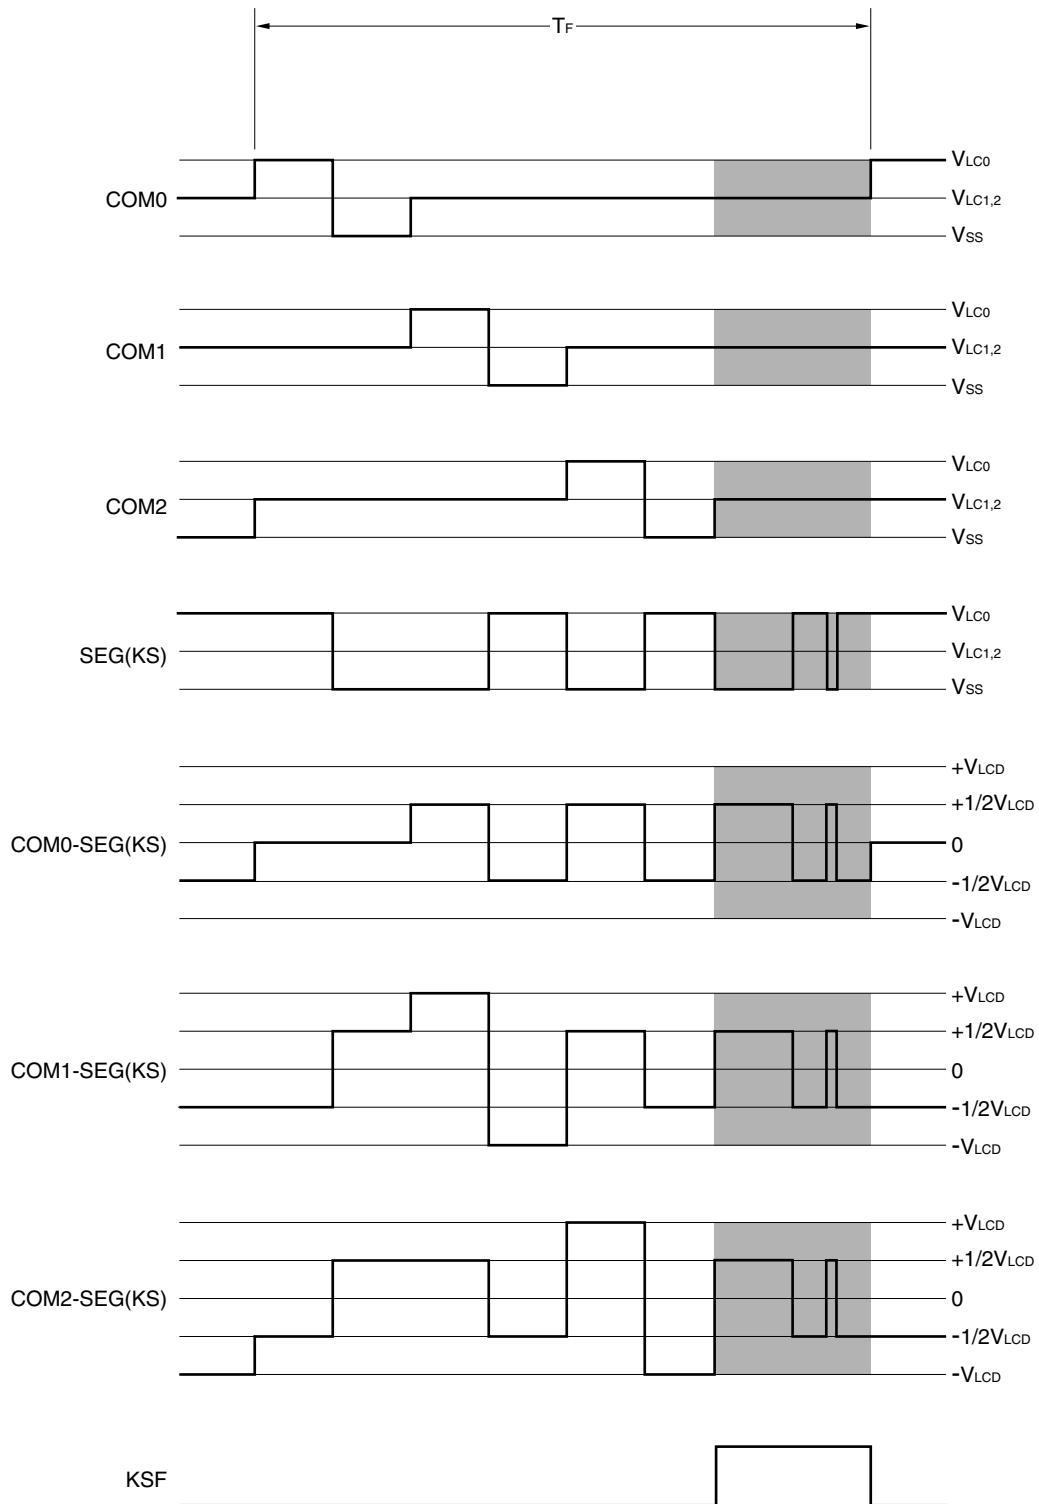 TF
COM0
VLC0
VLC1,2
VSS
COM1
VLC0
VLC1,2
VSS
COM2
VLC0
VLC1,2
VSS
SEG(KS)
VLC0
VLC1,2
VSS
COM0-SEG(KS)
+VLCD
+1/2VLCD
0
-1/2VLCD
-VLCD
COM1-SEG(KS)
+VLCD
+1/2VLCD
0
-1/2VLCD
-VLCD
COM2-SEG(KS)
+VLCD
+1/2VLCD
0
-1/2VLCD
-VLCD
KSF